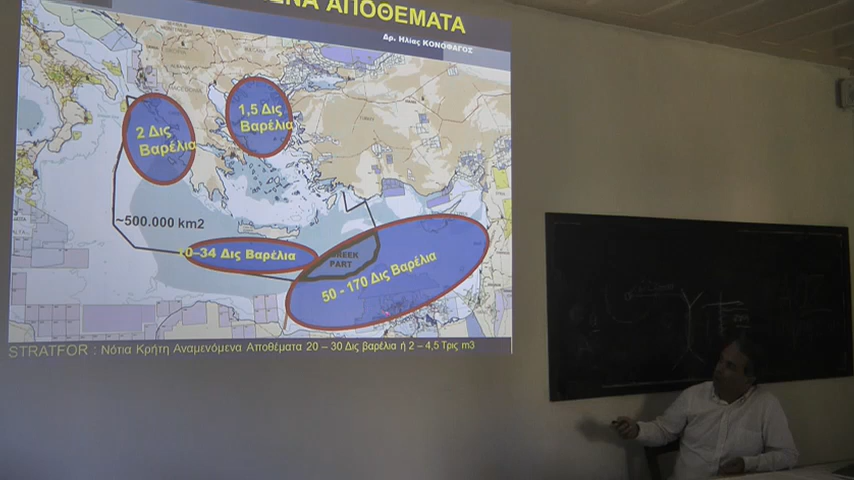 ΑΠΟΘΕΜΑΤΑ
Δρ. Ηλίας ΚΟΝΟΦΑΓΟΣ
1,5 Δις
Βαρέλια
2 Δις
Βαρέλια
~500.000 km2
0–34 Δις Βαρέλια
GREEK
PART
50 - 170 Δις Βαρέλια
STRATFOR : Νότια Κρήτη Αναμενόμενα Αποθέματα 20 – 30 Δις βαρέλια ή 2 – 4,5 Τρις m3